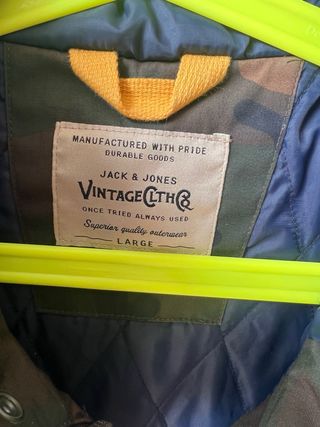 MANUFACTURED WITH PRIDE
DURABLE GOODS
JACK & JONES
VINTAGE CLTH CO.
ONCE TRIED ALWAYS USED
Superior quality outerwear
LARGE